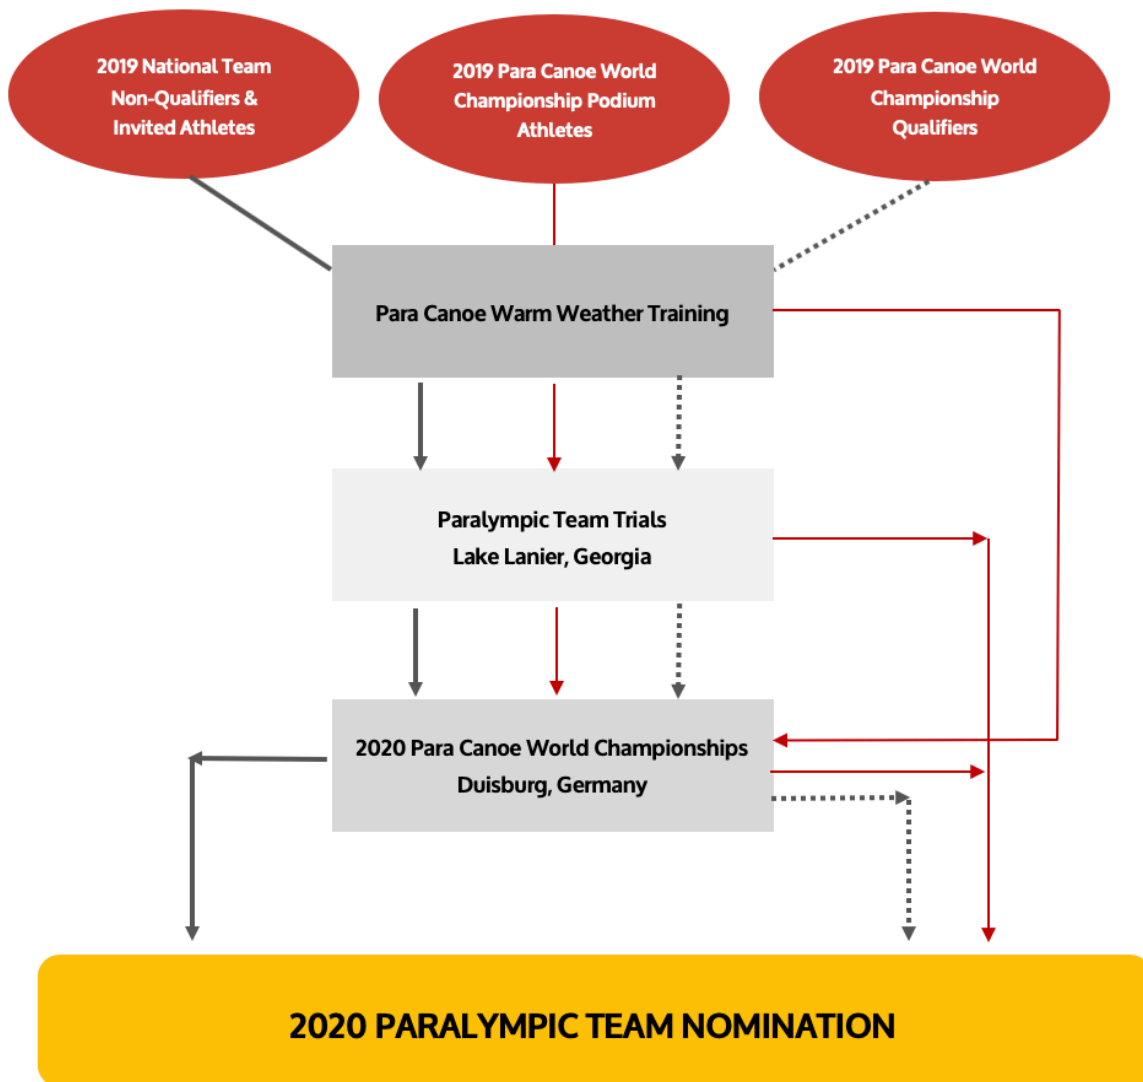 2019 National Team
Non-Qualifiers &
Invited Athletes
2019 Para Canoe World
Championship Podium
Athletes
2019 Para Canoe World
Championship
Qualifiers
Para Canoe Warm Weather Training
Paralympic Team Trials
Lake Lanier, Georgia
2020 Para Canoe World Championships
Duisburg, Germany
2020 PARALYMPIC TEAM NOMINATION